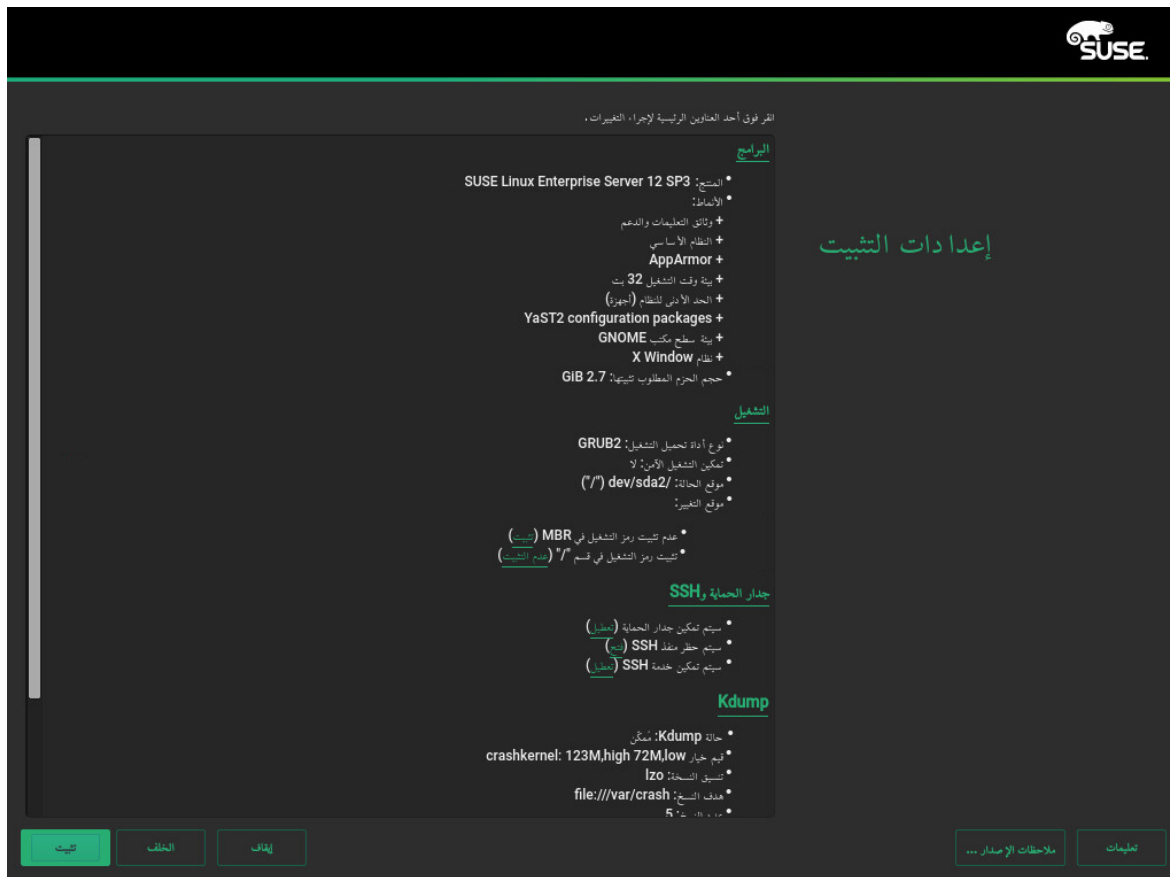 SUSE.
انقر فوق أحد العناوين الرئيسية لإجراء التغييرات.
إعدادات التثبيت
البرامج
• المنتج: SUSE Linux Enterprise Server 12 SP3
• الأنماط:
+ وثائق التعليمات والدعم
+ النظام الأساسي
+ AppArmor
+ بيئة وقت التشغيل 32 بت
+ الحد الأدنى للنظام (أجهزة)
+ YaST2 configuration packages
+ بيئة سطح مكتب GNOME
+ نظام X Window
• حجم الحزم المطلوب تثبيتها: 2.7 GiB
التشغيل
• نوع أداة تحميل التشغيل: GRUB2
• تمكين التشغيل الآمن: لا
• موقع الحالة: /dev/sda2 ("/")
• موقع التغيير:
• عدم تثبيت رمز التشغيل في MBR (تثبيت)
• تثبيت رمز التشغيل في قسم "/" (عدم التثبيت)
جدار الحماية وSSH
• سيتم تمكين جدار الحماية (تعطيل)
• سيتم حظر منفذ SSH (فتح)
• سيتم تمكين خدمة SSH (تعطيل)
Kdump
• حالة Kdump: مُمكَّن
• قيم خيار crashkernel: 123M,high 72M,low
• تنسيق النسخة: lzo
• هدف النسخ: file:///var/crash
• عدد النسخ: 5
تعليمات
ملاحظات الإصدار ...
إيقاف
الخلف
تثبيت